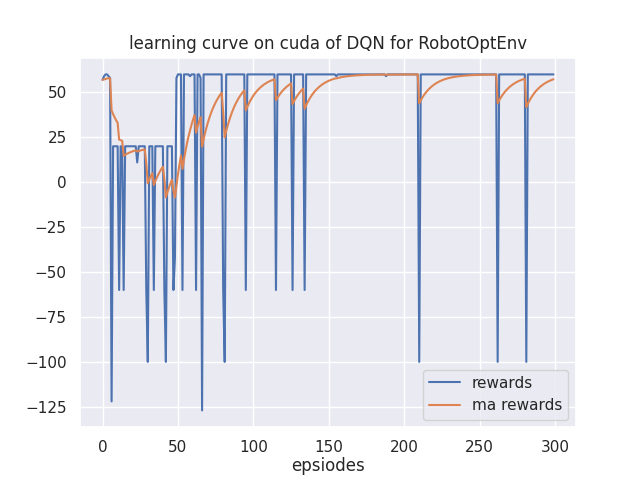 learning curve on cuda of DQN for RobotOptEnv
50
25
0
−25
−50
−75
−100
−125
rewards
ma rewards
0 50 100 150 200 250 300
epsiodes